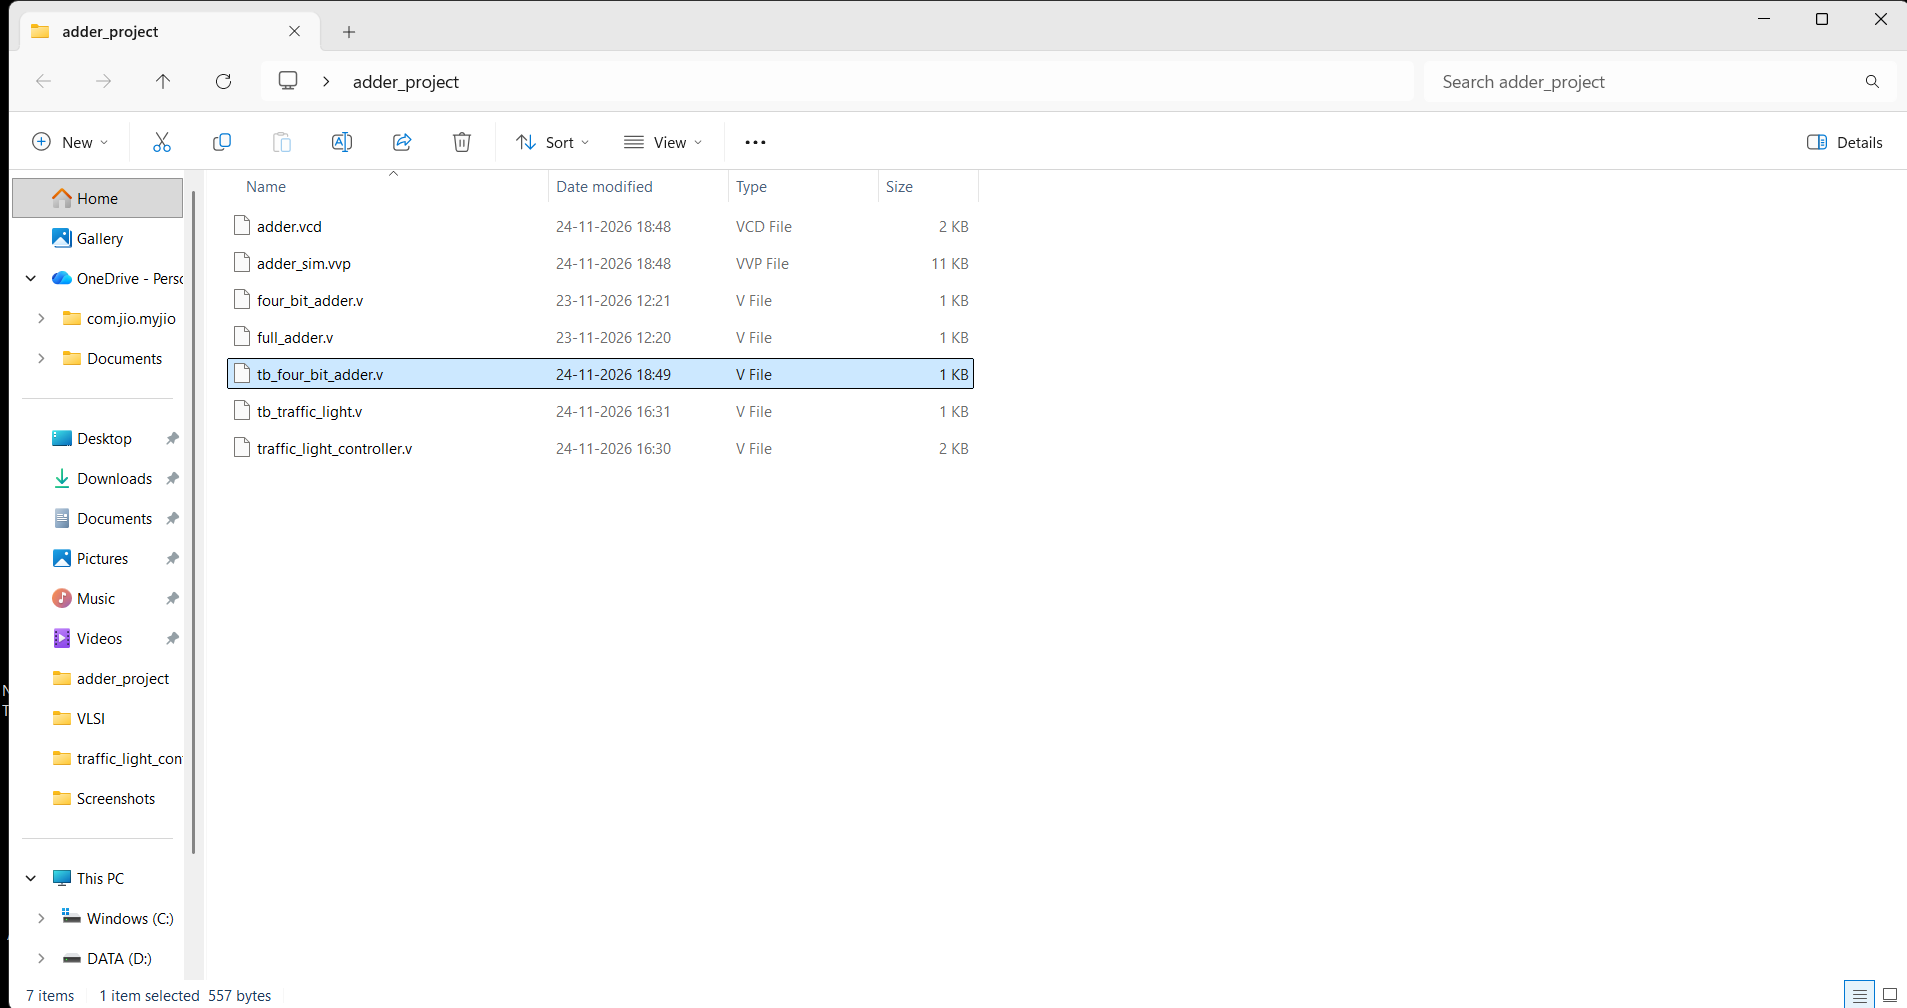 adder_project
adder_project
Search adder_project
New
Sort
View
Details
Name Date modified Type Size
adder.vcd 24-11-2026 18:48 VCD File 2 KB
adder_sim.vvp 24-11-2026 18:48 VVP File 11 KB
four_bit_adder.v 23-11-2026 12:21 V File 1 KB
full_adder.v 23-11-2026 12:20 V File 1 KB
tb_four_bit_adder.v 24-11-2026 18:49 V File 1 KB
tb_traffic_light.v 24-11-2026 16:31 V File 1 KB
traffic_light_controller.v 24-11-2026 16:30 V File 2 KB
Home
Gallery
OneDrive - Perso
com.jio.myjio
Documents
Desktop
Downloads
Documents
Pictures
Music
Videos
adder_project
VLSI
traffic_light_con
Screenshots
This PC
Windows (C:)
DATA (D:)
7 items 1 item selected 557 bytes